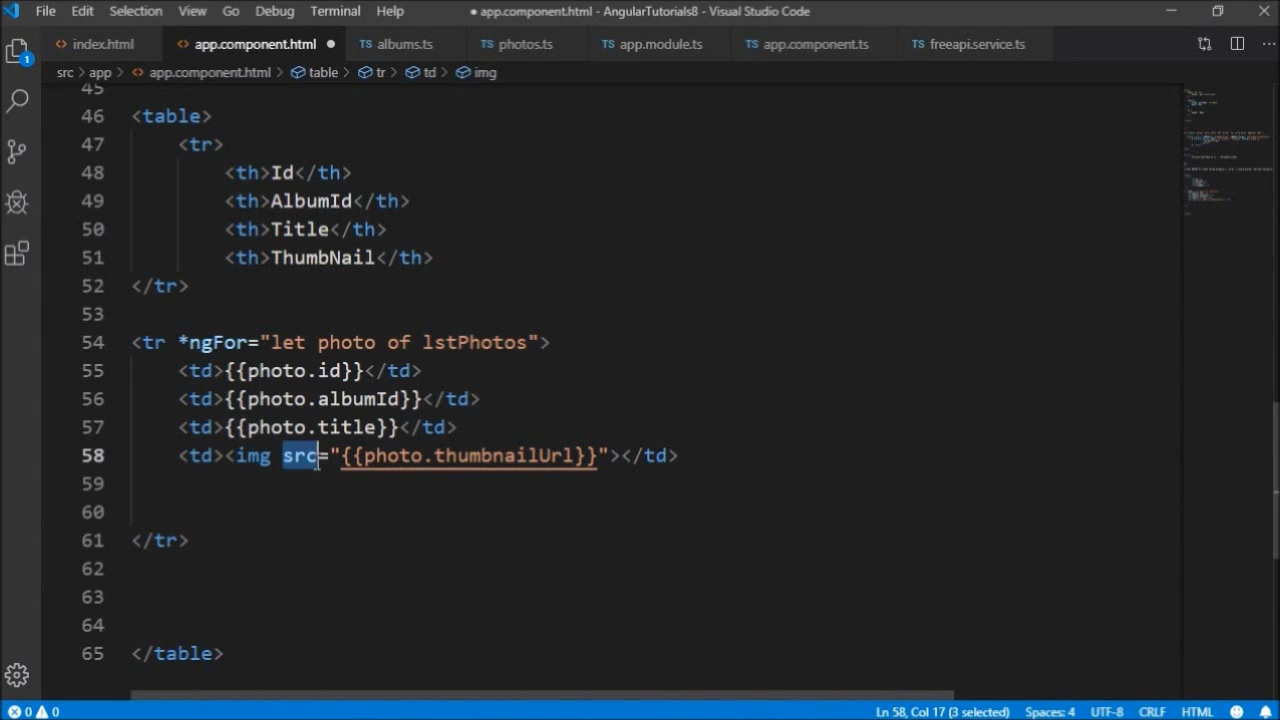 File Edit Selection View Go Debug Terminal Help ● app.component.html - AngularTutorials8 - Visual Studio Code
index.html app.component.html TS albums.ts TS photos.ts TS app.module.ts TS app.component.ts TS freeapi.service.ts
1
src > app > app.component.html > table > tr > td > img
45
46 <table>
47 <tr>
48 <th>Id</th>
49 <th>AlbumId</th>
50 <th>Title</th>
51 <th>ThumbNail</th>
52 </tr>
53
54 <tr *ngFor="let photo of lstPhotos">
55 <td>{{photo.id}}</td>
56 <td>{{photo.albumId}}</td>
57 <td>{{photo.title}}</td>
58 <td><img src="{{photo.thumbnailUrl}}"></td>
59
60
61 </tr>
62
63
64
65 </table>
0 0 Ln 58, Col 17 (3 selected) Spaces: 4 UTF-8 CRLF HTML